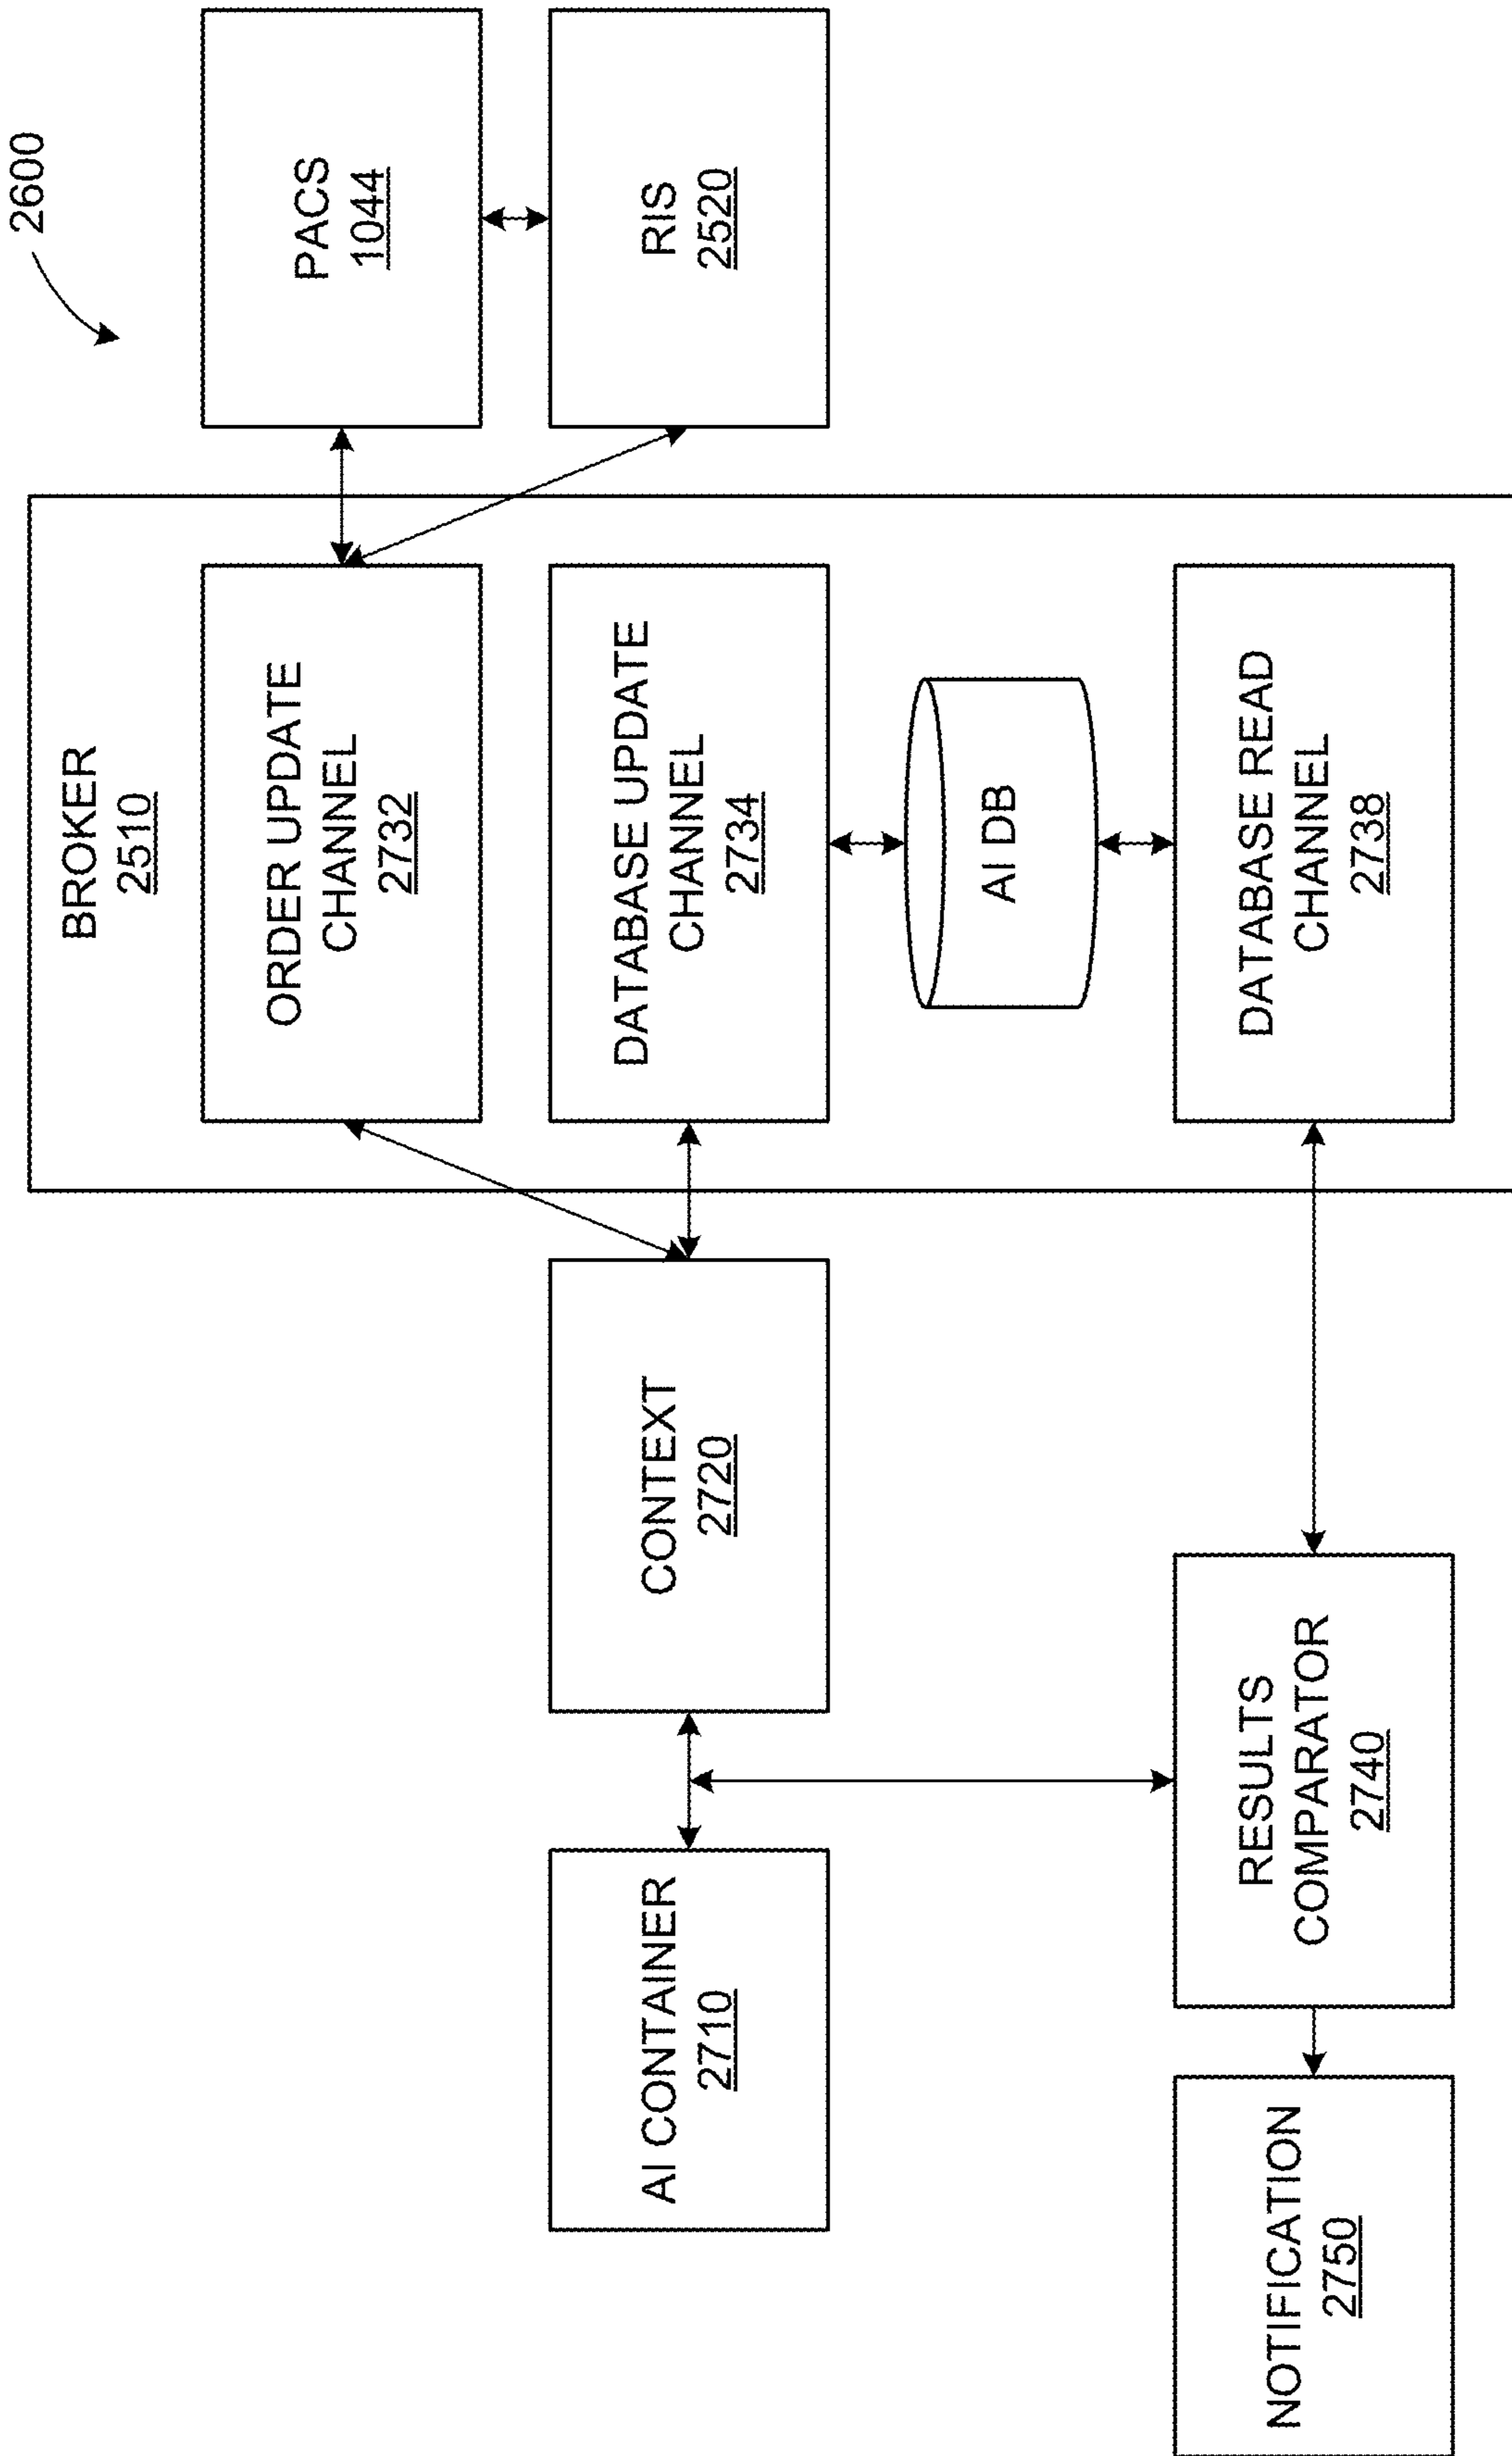 2600
BROKER
2510
PACS
1044
ORDER UPDATE
CHANNEL
2732
AI CONTAINER
2710
CONTEXT
2720
DATABASE UPDATE
CHANNEL
2734
RIS
2520
AI DB
NOTIFICATION
2750
RESULTS
COMPARATOR
2740
DATABASE READ
CHANNEL
2738